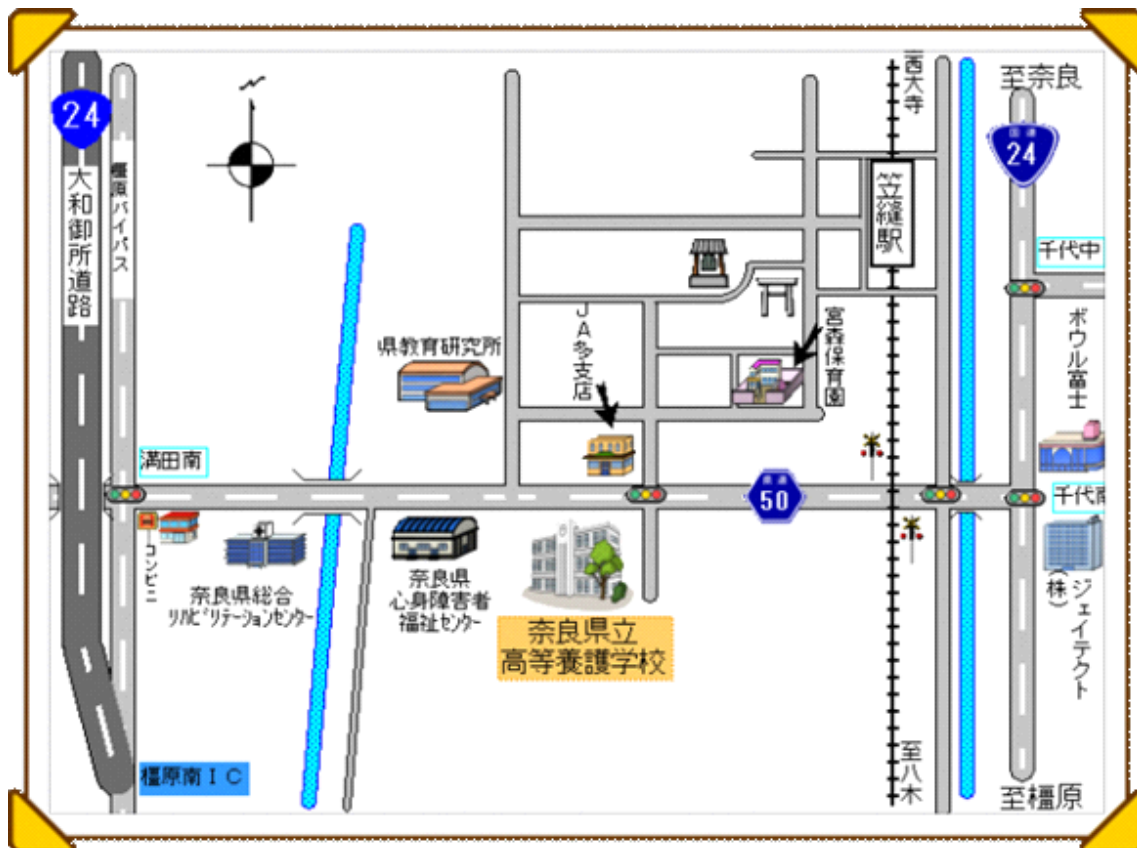 24
大和御所道路
橿原バイパス
西大寺
至奈良
国道
24
笠縫駅
千代中
ボウル富士
宮森保育園
JA多支店
県教育研究所
満田南
県道
50
千代南
コンビニ
奈良県総合
リハビリテーションセンター
奈良県
心身障害者
福祉センター
奈良県立
高等養護学校
(株)
ジェイテクト
橿原南IC
至八木
至橿原